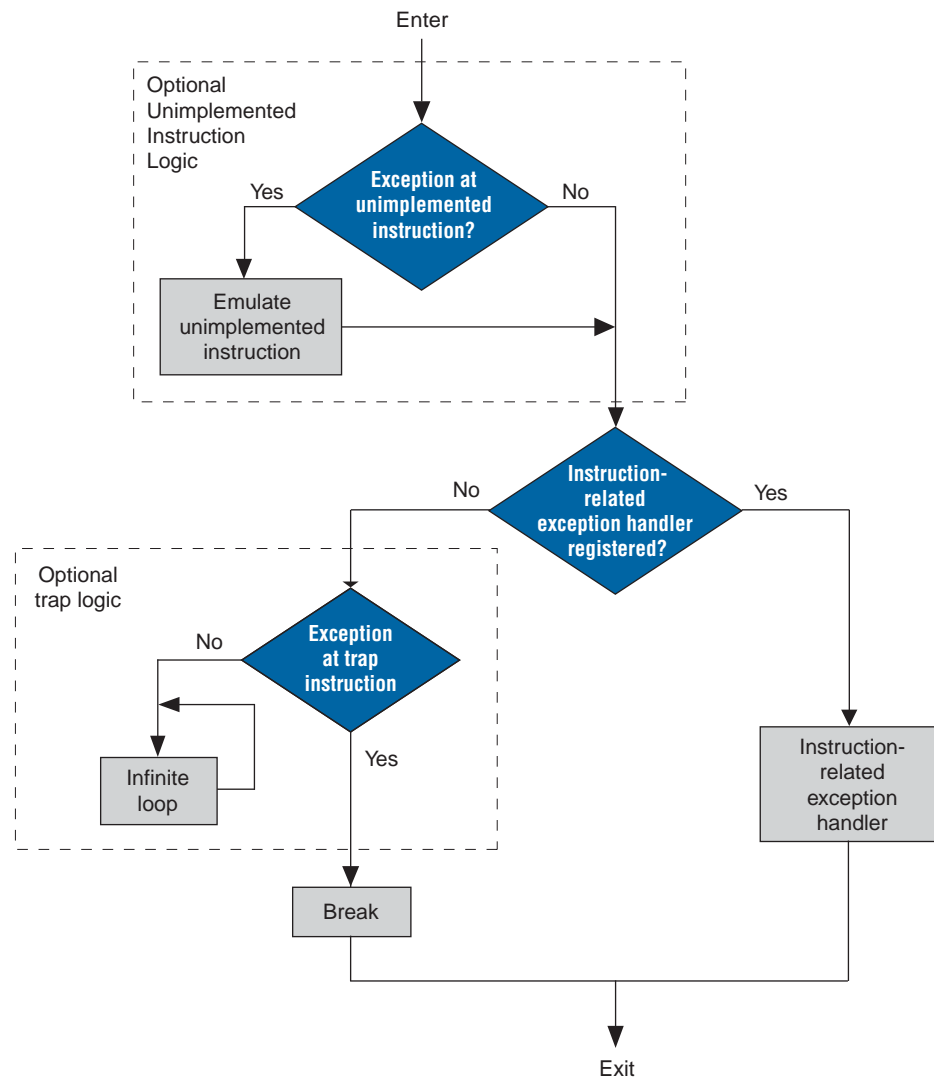 Enter
Optional
Unimplemented
Instruction
Logic
Yes
Exception at
unimplemented
instruction?
No
Emulate
unimplemented
instruction
No
Instruction-
related
exception handler
registered?
Yes
Optional
trap logic
No
Exception
at trap
instruction
Yes
Infinite
loop
Instruction-
related
exception
handler
Break
Exit